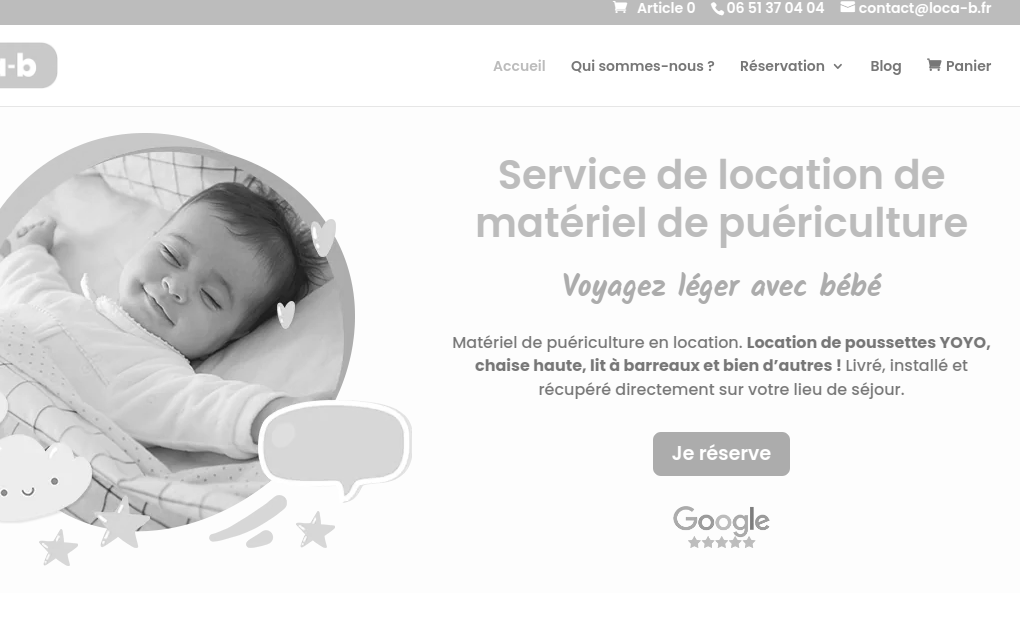 Article 0 06 51 37 04 04 contact@loca-b.fr
a-b
Accueil Qui sommes-nous ? Réservation Blog Panier
Service de location de
matériel de puériculture
Voyagez léger avec bébé
Matériel de puériculture en location. Location de poussettes YOYO,
chaise haute, lit à barreaux et bien d’autres ! Livré, installé et
récupéré directement sur votre lieu de séjour.
Je réserve
Google